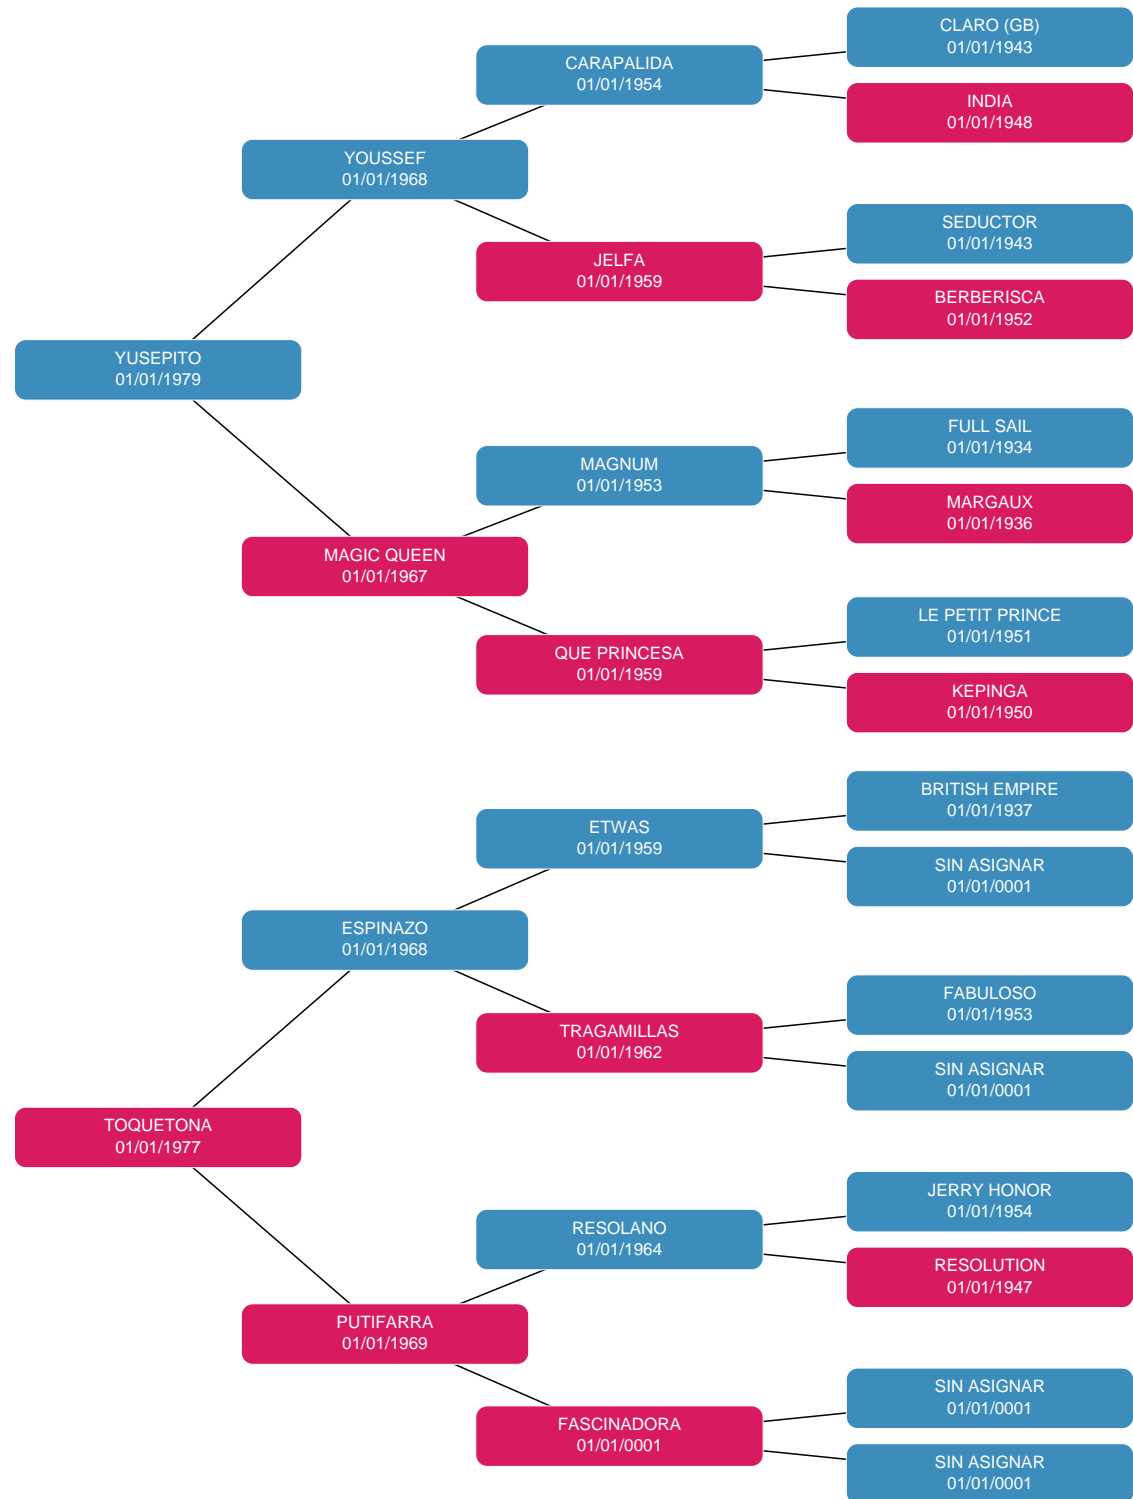 CLARO (GB)
01/01/1943
CARAPALIDA
01/01/1954
INDIA
01/01/1948
YOUSSEF
01/01/1968
SEDUCTOR
01/01/1943
JELFA
01/01/1959
BERBERISCA
01/01/1952
YUSEPITO
01/01/1979
FULL SAIL
01/01/1934
MAGNUM
01/01/1953
MARGAUX
01/01/1936
MAGIC QUEEN
01/01/1967
LE PETIT PRINCE
01/01/1951
QUE PRINCESA
01/01/1959
KEPINGA
01/01/1950
BRITISH EMPIRE
01/01/1937
ETWAS
01/01/1959
SIN ASIGNAR
01/01/0001
ESPINAZO
01/01/1968
FABULOSO
01/01/1953
TRAGAMILLAS
01/01/1962
SIN ASIGNAR
01/01/0001
TOQUETONA
01/01/1977
JERRY HONOR
01/01/1954
RESOLANO
01/01/1964
RESOLUTION
01/01/1947
PUTIFARRA
01/01/1969
SIN ASIGNAR
01/01/0001
FASCINADORA
01/01/0001
SIN ASIGNAR
01/01/0001